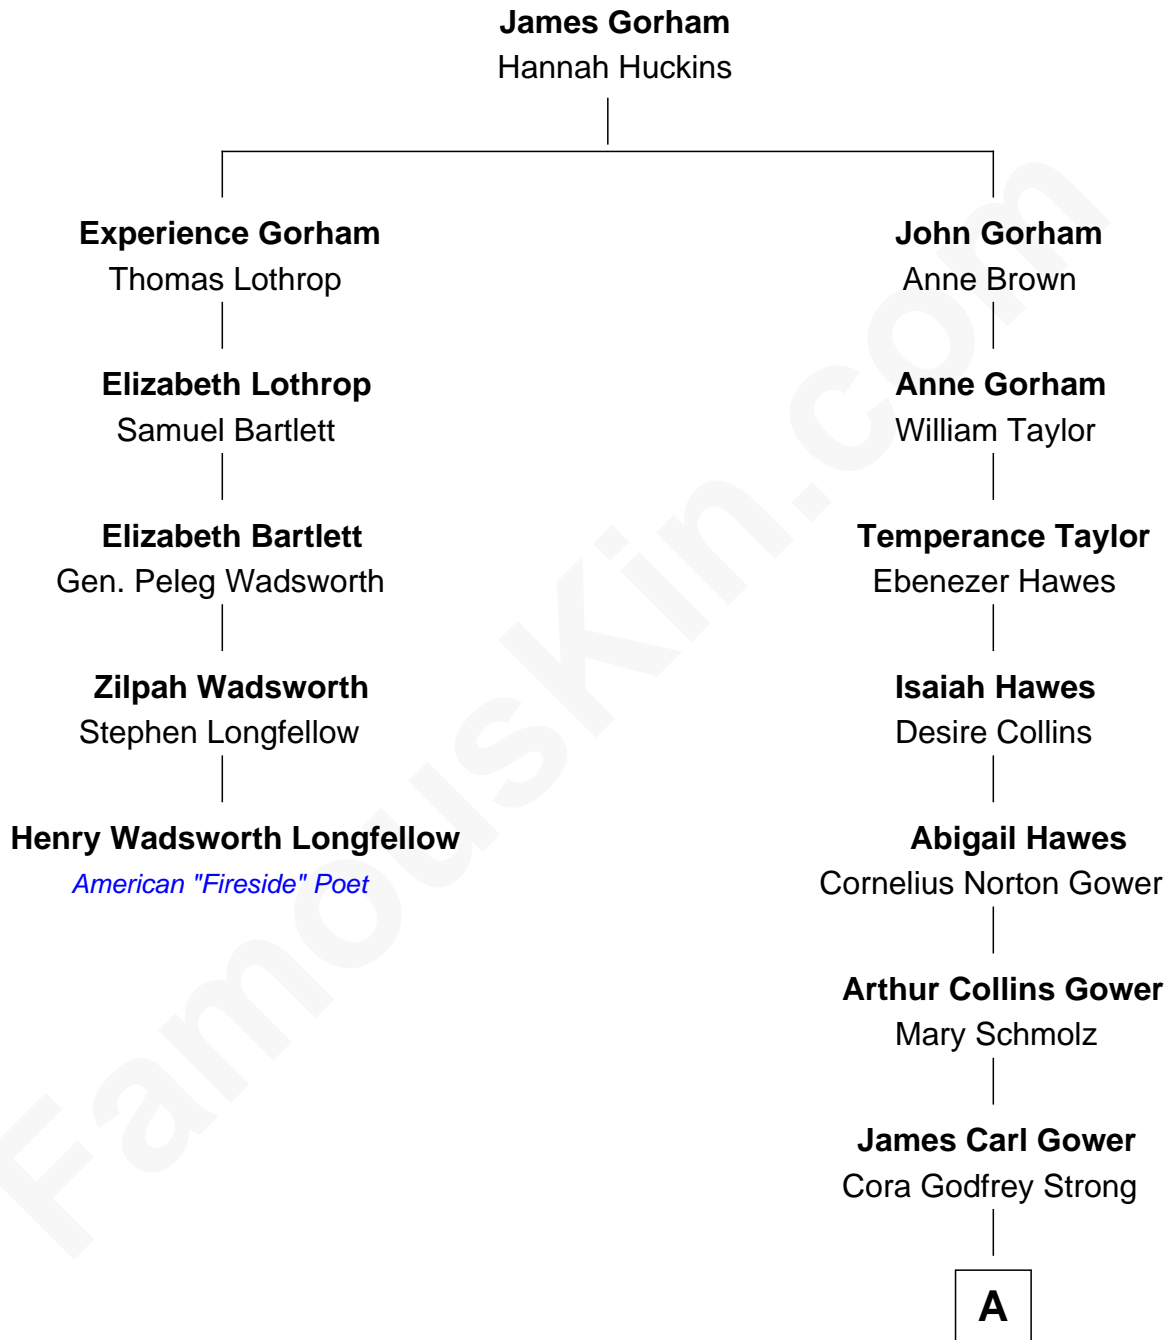 James Gorham
Hannah Huckins
Experience Gorham
Thomas Lothrop
John Gorham
Anne Brown
Elizabeth Lothrop
Samuel Bartlett
Anne Gorham
William Taylor
Elizabeth Bartlett
Gen. Peleg Wadsworth
Temperance Taylor
Ebenezer Hawes
Zilpah Wadsworth
Stephen Longfellow
Isaiah Hawes
Desire Collins
Henry Wadsworth Longfellow
American "Fireside" Poet
Abigail Hawes
Cornelius Norton Gower
Arthur Collins Gower
Mary Schmolz
James Carl Gower
Cora Godfrey Strong
A
FamousKin.com